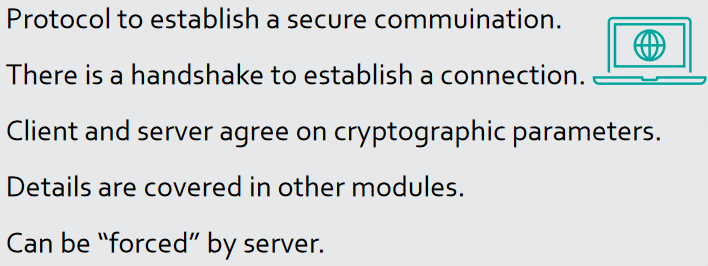 Protocol to establish a secure commuination.
There is a handshake to establish a connection.
Client and server agree on cryptographic parameters.
Details are covered in other modules.
Can be “forced” by server.